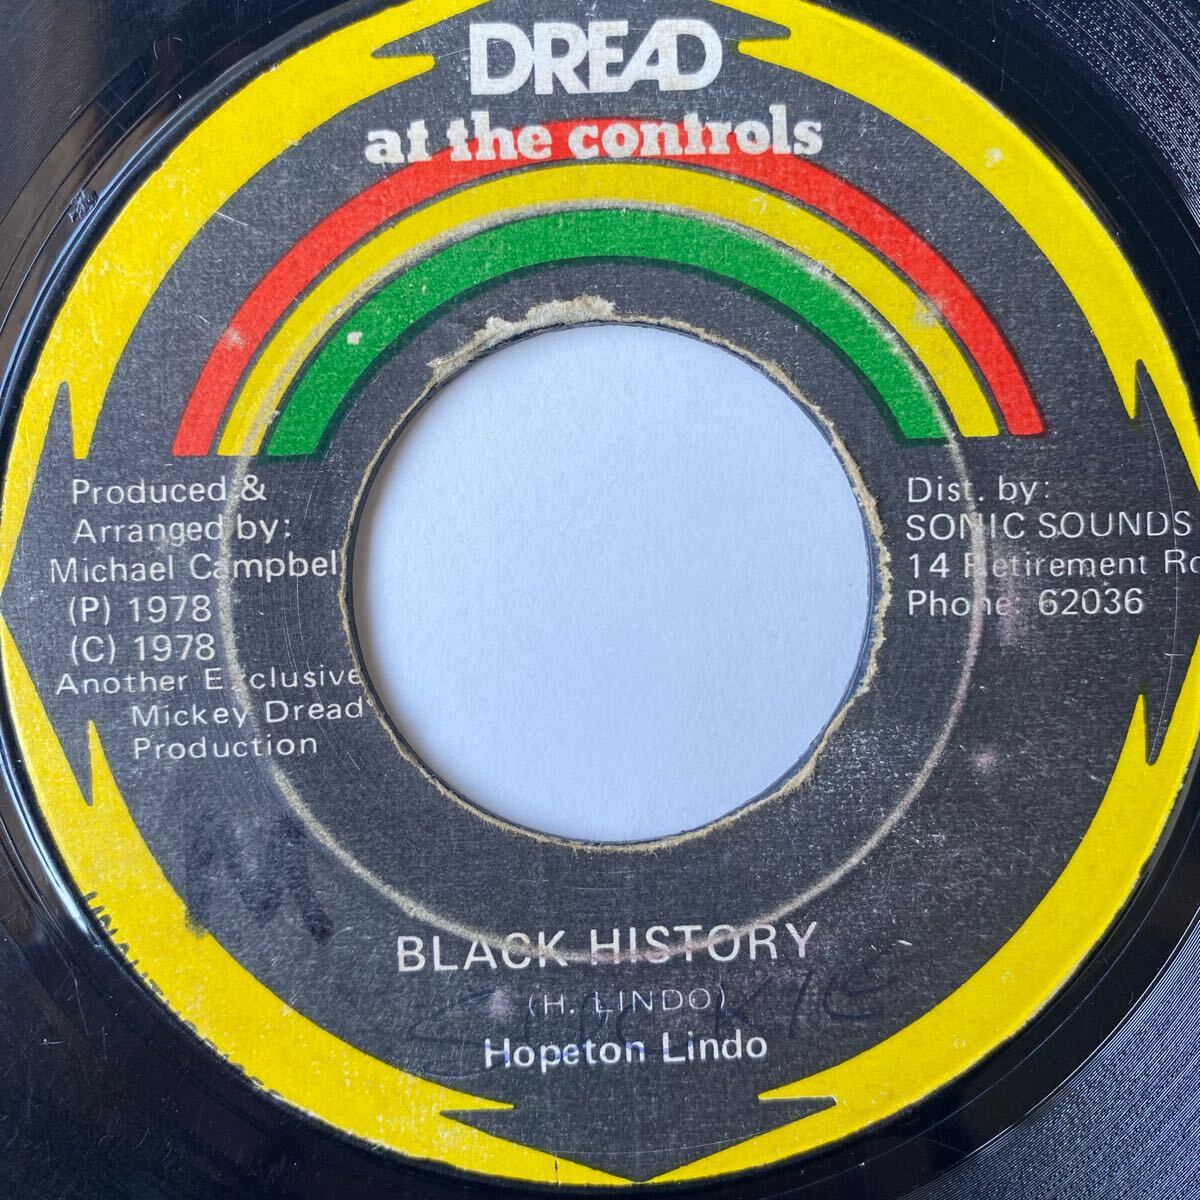 DREAD
at the controls
Produced &
Arranged by:
Michael Campbel
(P) 1978
(C) 1978
Another Exclusive
Mickey Dread
Production
Dist. by:
SONIC SOUNDS
14 Retirement Ro
Phone: 62036
BLACK HISTORY
(H. LINDO)
Hopeton Lindo